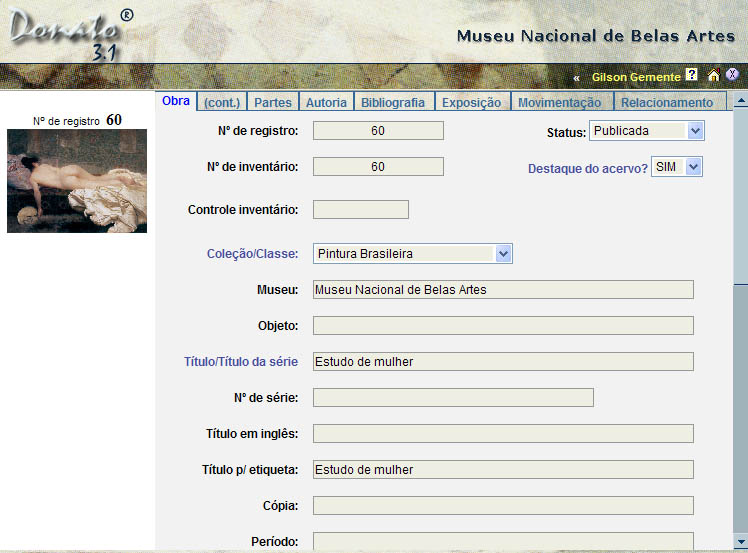 Donato ®
3.1
Museu Nacional de Belas Artes
« Gilson Gemente ? X
Nº de registro 60
Obra (cont.) Partes Autoria Bibliografia Exposição Movimentação Relacionamento
Nº de registro: 60 Status: Publicada
Nº de inventário: 60 Destaque do acervo? SIM
Controle inventário:
Coleção/Classe: Pintura Brasileira
Museu: Museu Nacional de Belas Artes
Objeto:
Título/Título da série Estudo de mulher
Nº de série:
Título em inglês:
Título p/ etiqueta: Estudo de mulher
Cópia:
Período: